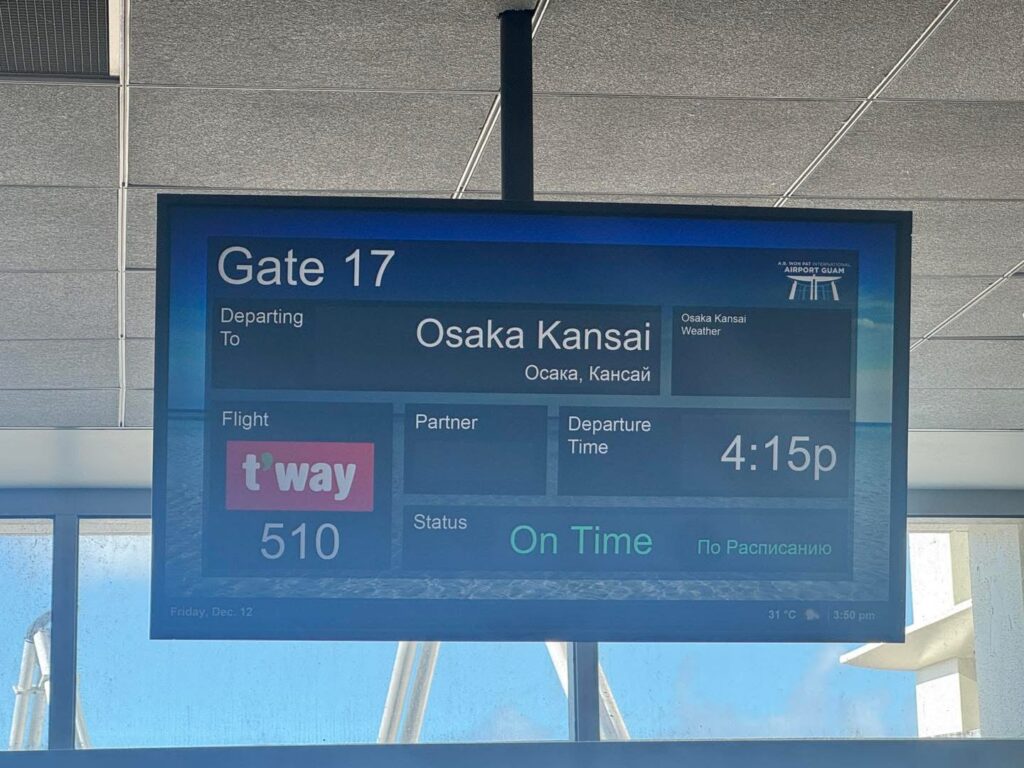 Gate 17
A.B. WON PAT INTERNATIONAL
AIRPORT GUAM
Departing
To
Osaka Kansai
Осака, Кансай
Osaka Kansai
Weather
Flight
t'way
510
Partner
Departure
Time
4:15p
Status
On Time
По Расписанию
Friday, Dec. 12
31 °C
3:50 pm